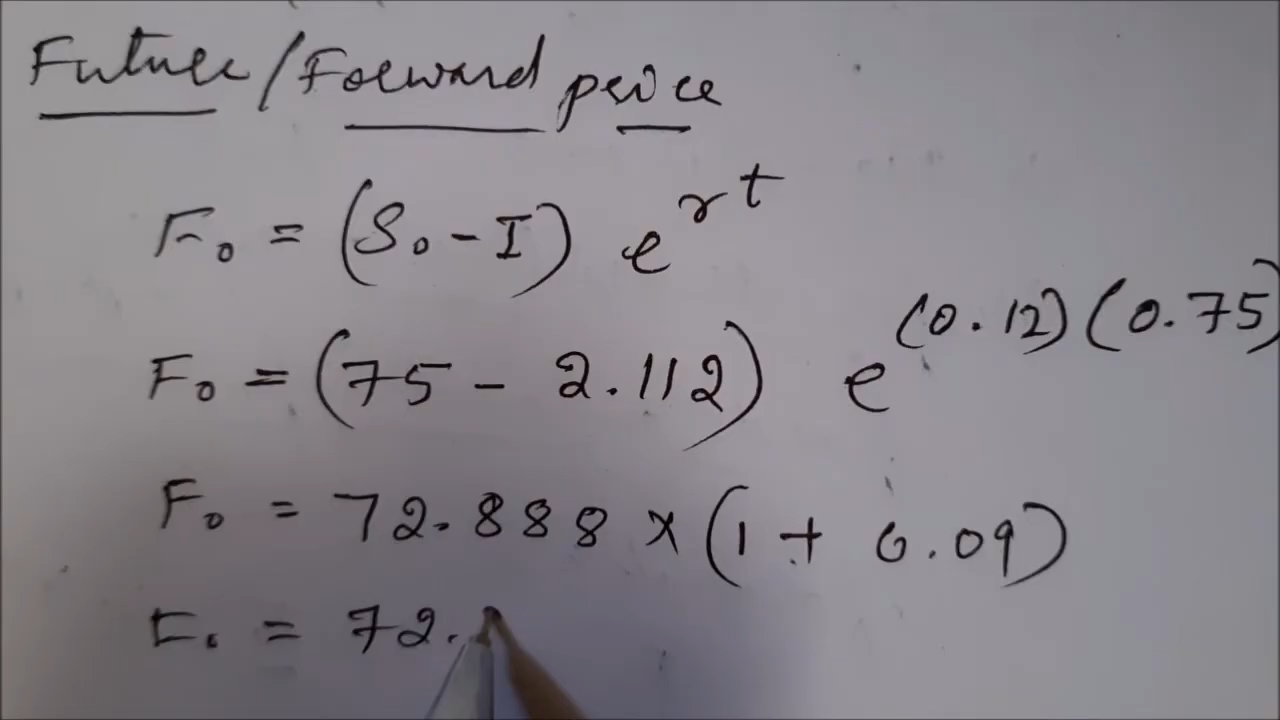 Future/Forward price
F₀ = (S₀ - I) e^rt
F₀ = (75 - 2.112) e^(0.12)(0.75)
F₀ = 72.888 x (1 + 0.09)
F₀ = 72.